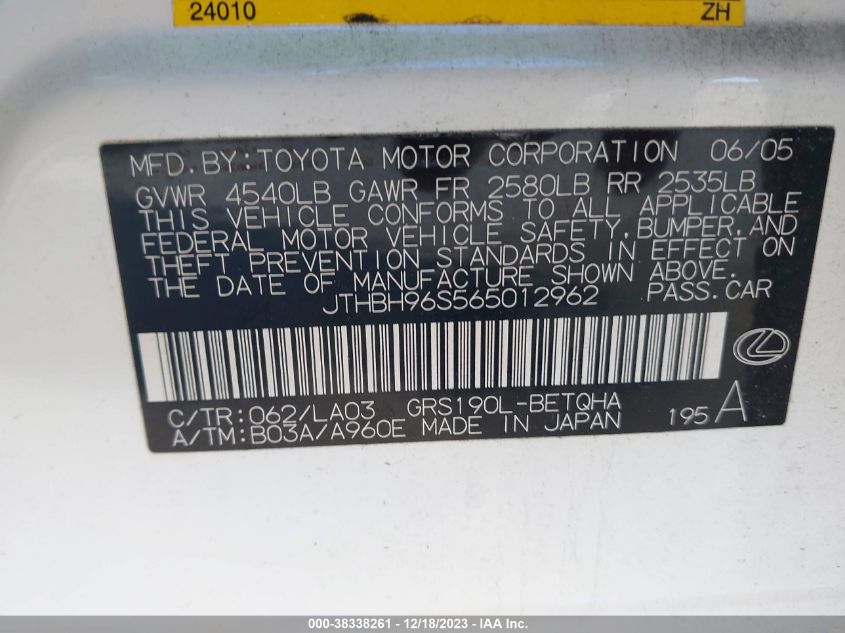 24010 ZH
MFD.BY:TOYOTA MOTOR CORPORATION 06/05
GVWR 4540LB GAWR FR 2580LB RR 2535LB
THIS VEHICLE CONFORMS TO ALL APPLICABLE
FEDERAL MOTOR VEHICLE SAFETY,BUMPER,AND
THEFT PREVENTION STANDARDS IN EFFECT ON
THE DATE OF MANUFACTURE SHOWN ABOVE.
JTHBH96S565012962 PASS.CAR
C/TR:062/LA03 GRS190L-BETQHA
A/TM:B03A/A960E MADE IN JAPAN 195 A
000-38338261 - 12/18/2023 - IAA Inc.